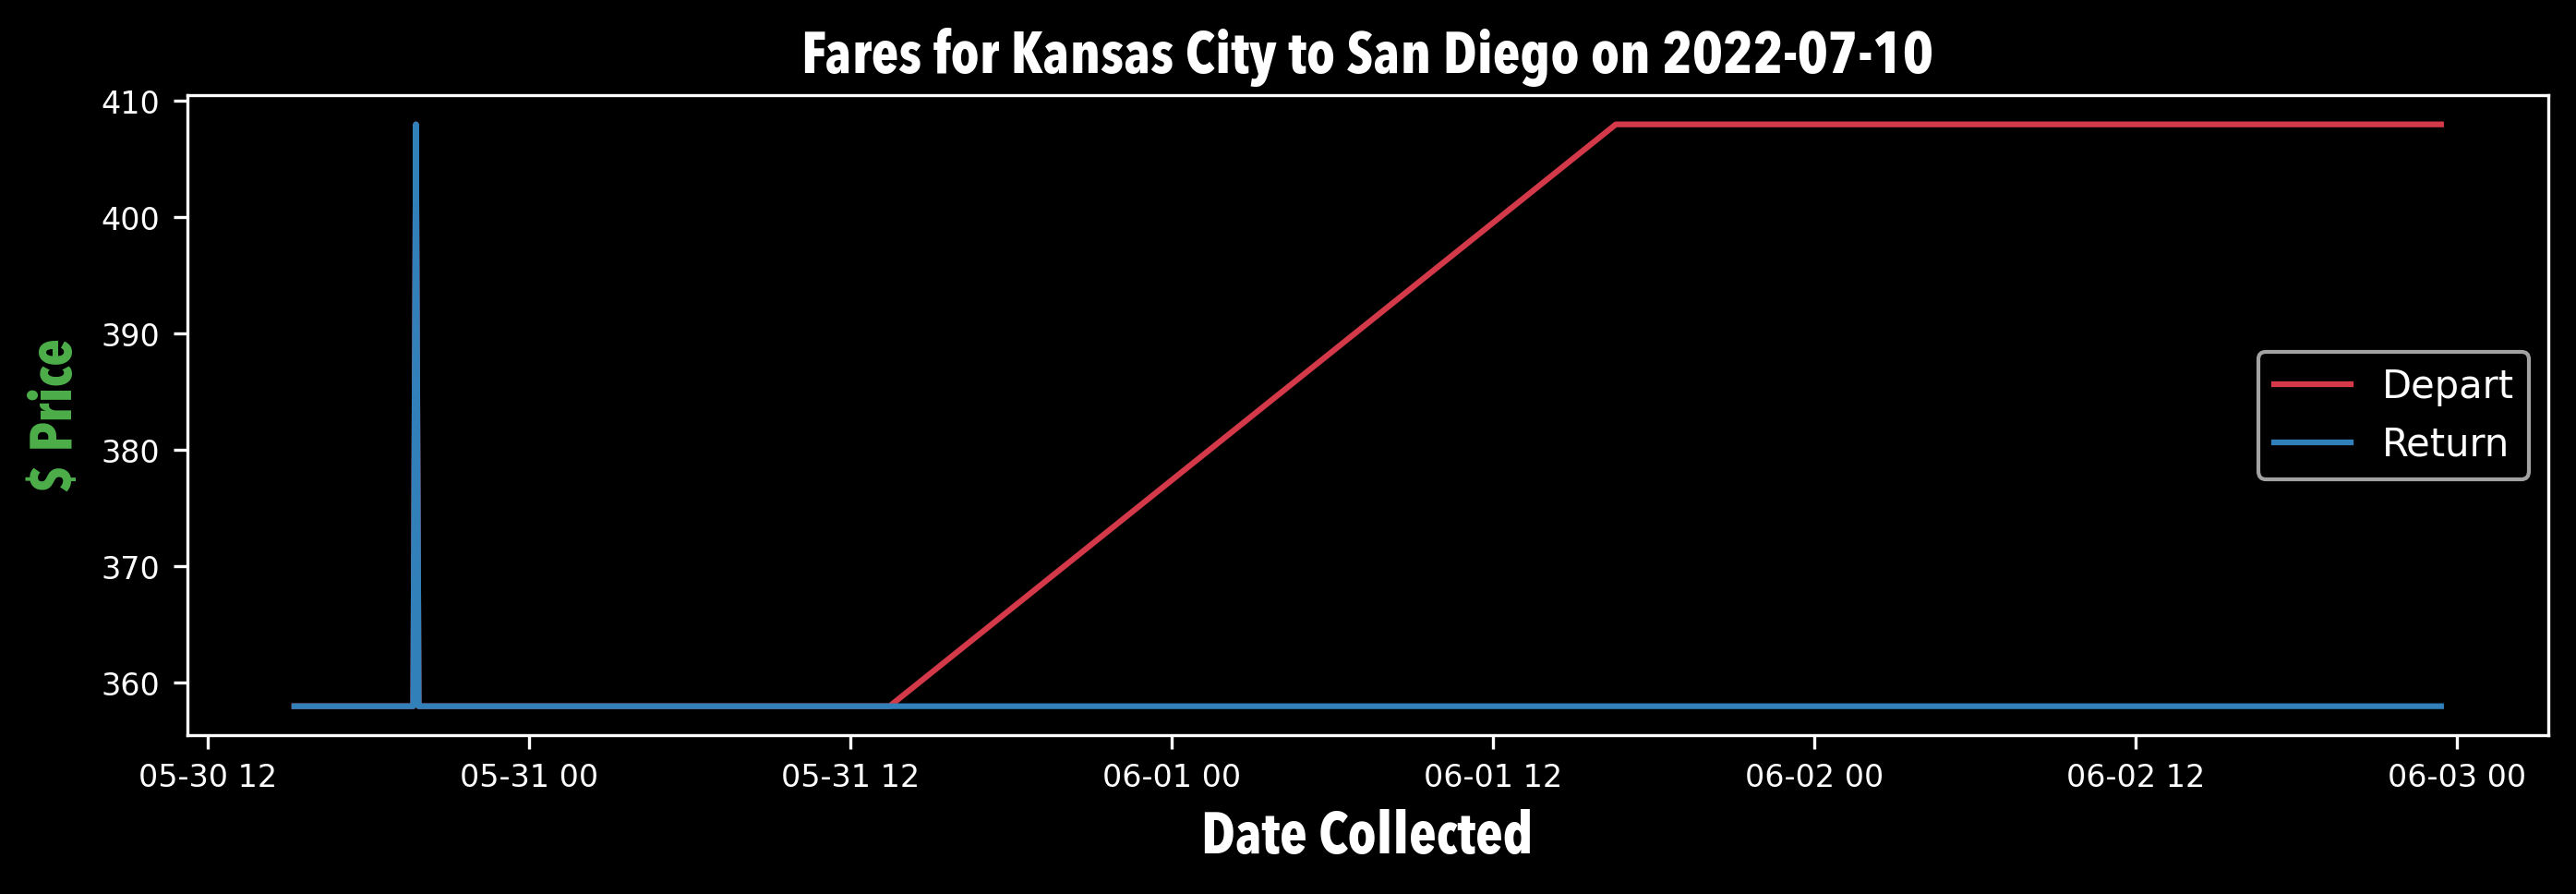 Fares for Kansas City to San Diego on 2022-07-10
$ Price
410
400
390
380
370
360
Depart
Return
05-30 12 05-31 00 05-31 12 06-01 00 06-01 12 06-02 00 06-02 12 06-03 00
Date Collected